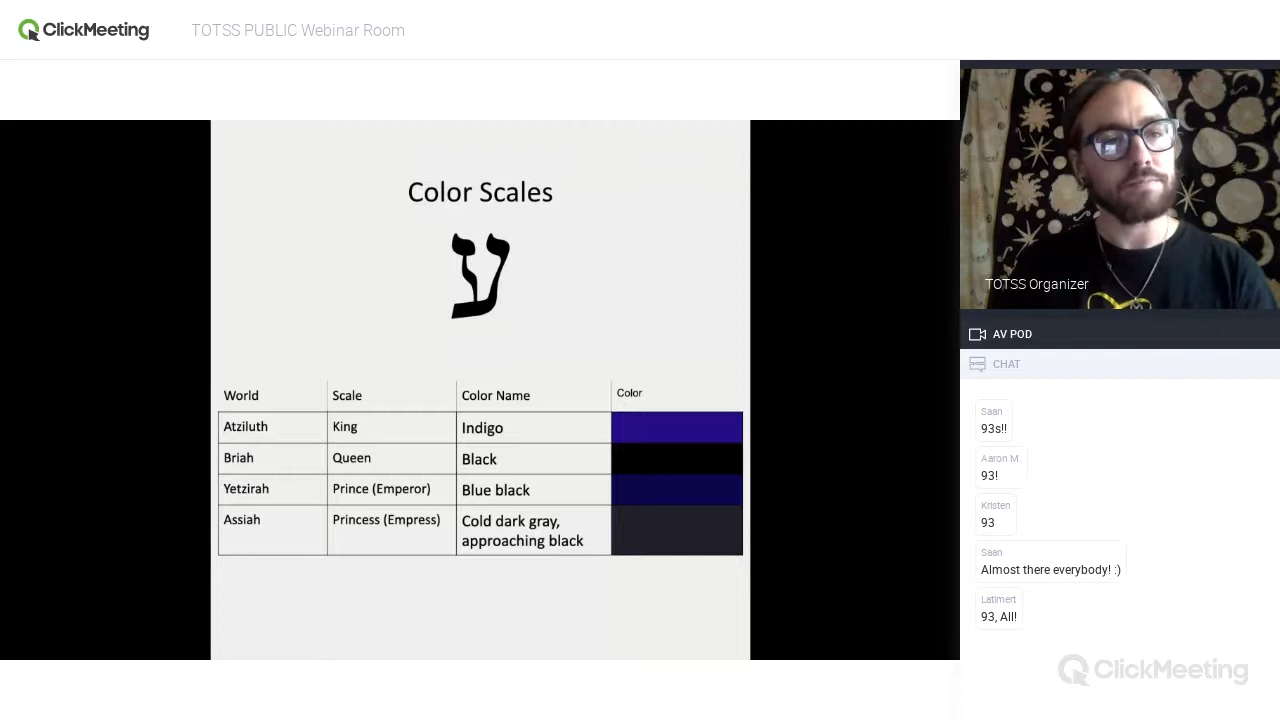 ClickMeeting
TOTSS PUBLIC Webinar Room
Color Scales
ע
World Scale Color Name Color
Atziluth King Indigo
Briah Queen Black
Yetzirah Prince (Emperor) Blue black
Assiah Princess (Empress) Cold dark gray,
approaching black
TOTSS Organizer
AV POD
CHAT
Saan
93s!!
Aaron M.
93!
Kristen
93
Saan
Almost there everybody! :)
Latimert
93, All!
ClickMeeting